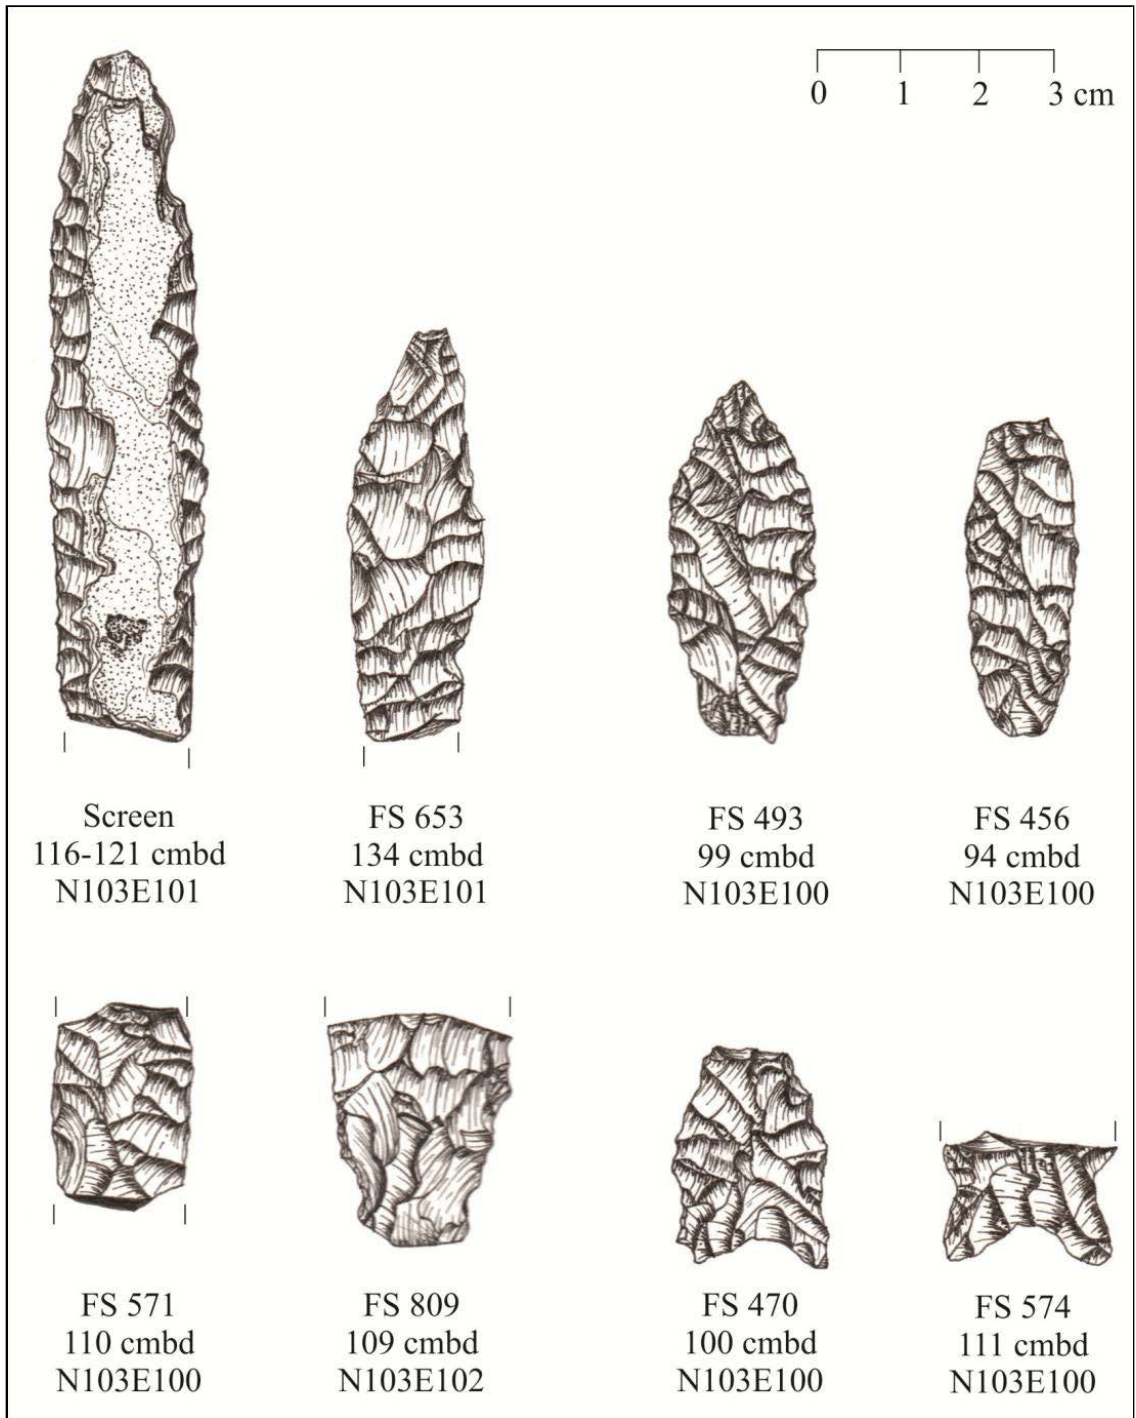 0 1 2 3 cm
Screen
116-121 cmbd
N103E101
FS 653
134 cmbd
N103E101
FS 493
99 cmbd
N103E100
FS 456
94 cmbd
N103E100
FS 571
110 cmbd
N103E100
FS 809
109 cmbd
N103E102
FS 470
100 cmbd
N103E100
FS 574
111 cmbd
N103E100